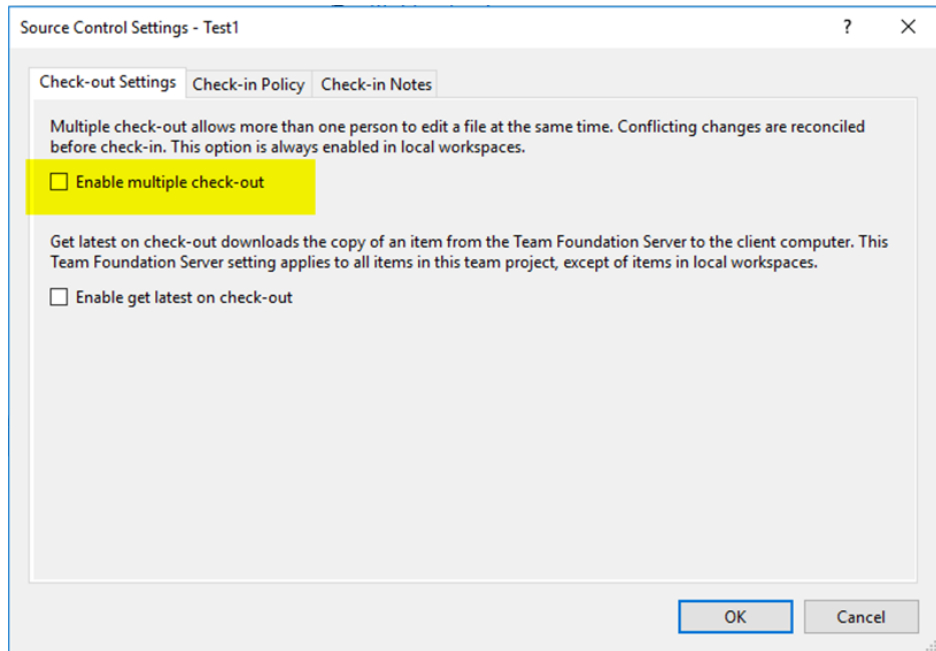 Source Control Settings - Test1
Check-out Settings Check-in Policy Check-in Notes
Multiple check-out allows more than one person to edit a file at the same time. Conflicting changes are reconciled
before check-in. This option is always enabled in local workspaces.
Enable multiple check-out
Get latest on check-out downloads the copy of an item from the Team Foundation Server to the client computer. This
Team Foundation Server setting applies to all items in this team project, except of items in local workspaces.
Enable get latest on check-out
OK Cancel